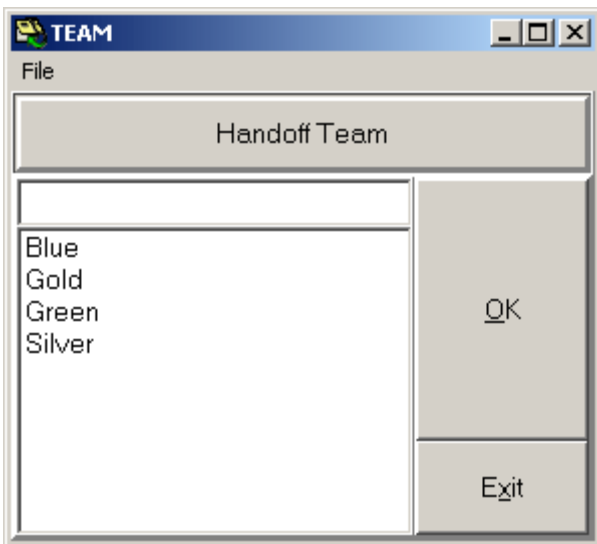 TEAM
File
Handoff Team
Blue
Gold
Green
Silver
OK
Exit